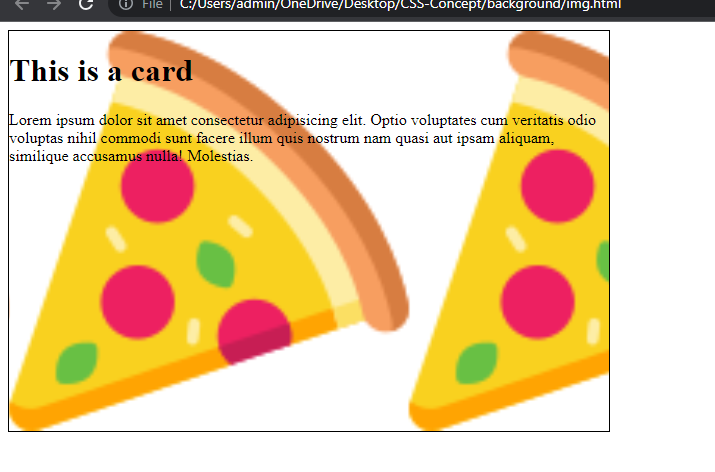 File | C:/Users/admin/OneDrive/Desktop/CSS-Concept/background/img.html
This is a card
Lorem ipsum dolor sit amet consectetur adipisicing elit. Optio voluptates cum veritatis odio
voluptas nihil commodi sunt facere illum quis nostrum nam quasi aut ipsam aliquam,
similique accusamus nulla! Molestias.